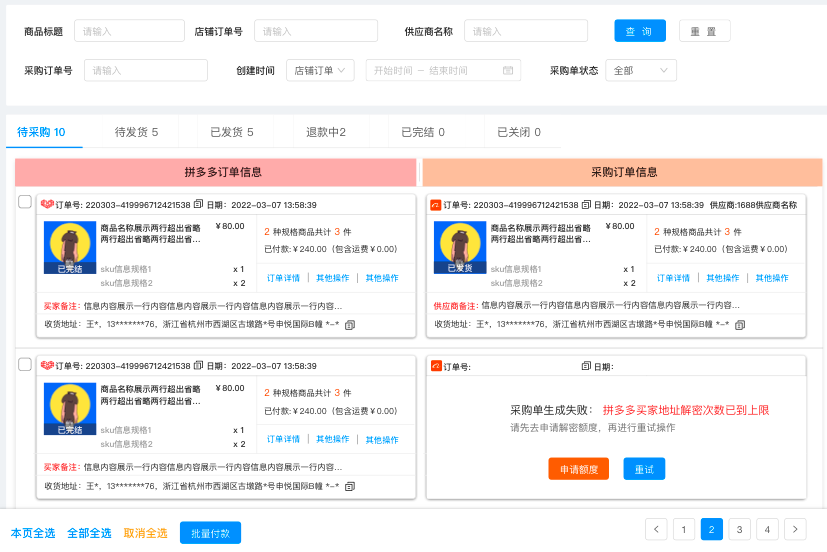 商品标题 请输入 店铺订单号 请输入 供应商名称 请输入 查 询 重 置
采购订单号 请输入 创建时间 店铺订单 开始时间 － 结束时间 采购单状态 全部
待采购 10 待发货 5 已发货 5 退款中2 已完结 0 已关闭 0
拼多多订单信息 采购订单信息
订单号: 220303-419996712421538 日期: 2022-03-07 13:58:39
商品名称展示两行超出省略 ￥80.00
两行超出省略两行超出省…
已完结
sku信息规格1 x 1
sku信息规格2 x 2
2 种规格商品共计 3 件
已付款:￥240.00（包含运费￥0.00）
订单详情 | 其他操作 | 其他操作
买家备注: 信息内容展示一行内容信息内容展示一行内容信息内容展示一行内容…
收货地址: 王*, 13*******76, 浙江省杭州市西湖区古墩路*号申悦国际B幢 *-*
订单号: 220303-419996712421538 日期: 2022-03-07 13:58:39 供应商:1688供应商名称
商品名称展示两行超出省略 ￥80.00
两行超出省略两行超出省…
已发货
sku信息规格1 x 1
sku信息规格2 x 2
2 种规格商品共计 3 件
已付款:￥240.00（包含运费￥0.00）
订单详情 | 其他操作 | 其他操作
供应商备注: 信息内容展示一行内容信息内容展示一行内容信息内容展示一行内容…
收货地址: 王*, 13*******76, 浙江省杭州市西湖区古墩路*号申悦国际B幢 *-*
订单号: 220303-419996712421538 日期: 2022-03-07 13:58:39
商品名称展示两行超出省略 ￥80.00
两行超出省略两行超出省…
已完结
sku信息规格1 x 1
sku信息规格2 x 2
2 种规格商品共计 3 件
已付款:￥240.00（包含运费￥0.00）
订单详情 | 其他操作 | 其他操作
买家备注: 信息内容展示一行内容信息内容展示一行内容信息内容展示一行内容…
收货地址: 王*, 13*******76, 浙江省杭州市西湖区古墩路*号申悦国际B幢 *-*
订单号: 日期:
采购单生成失败: 拼多多买家地址解密次数已到上限
请先去申请解密额度，再进行重试操作
申请额度 重试
本页全选 全部全选 取消全选 批量付款 < 1 2 3 4 >